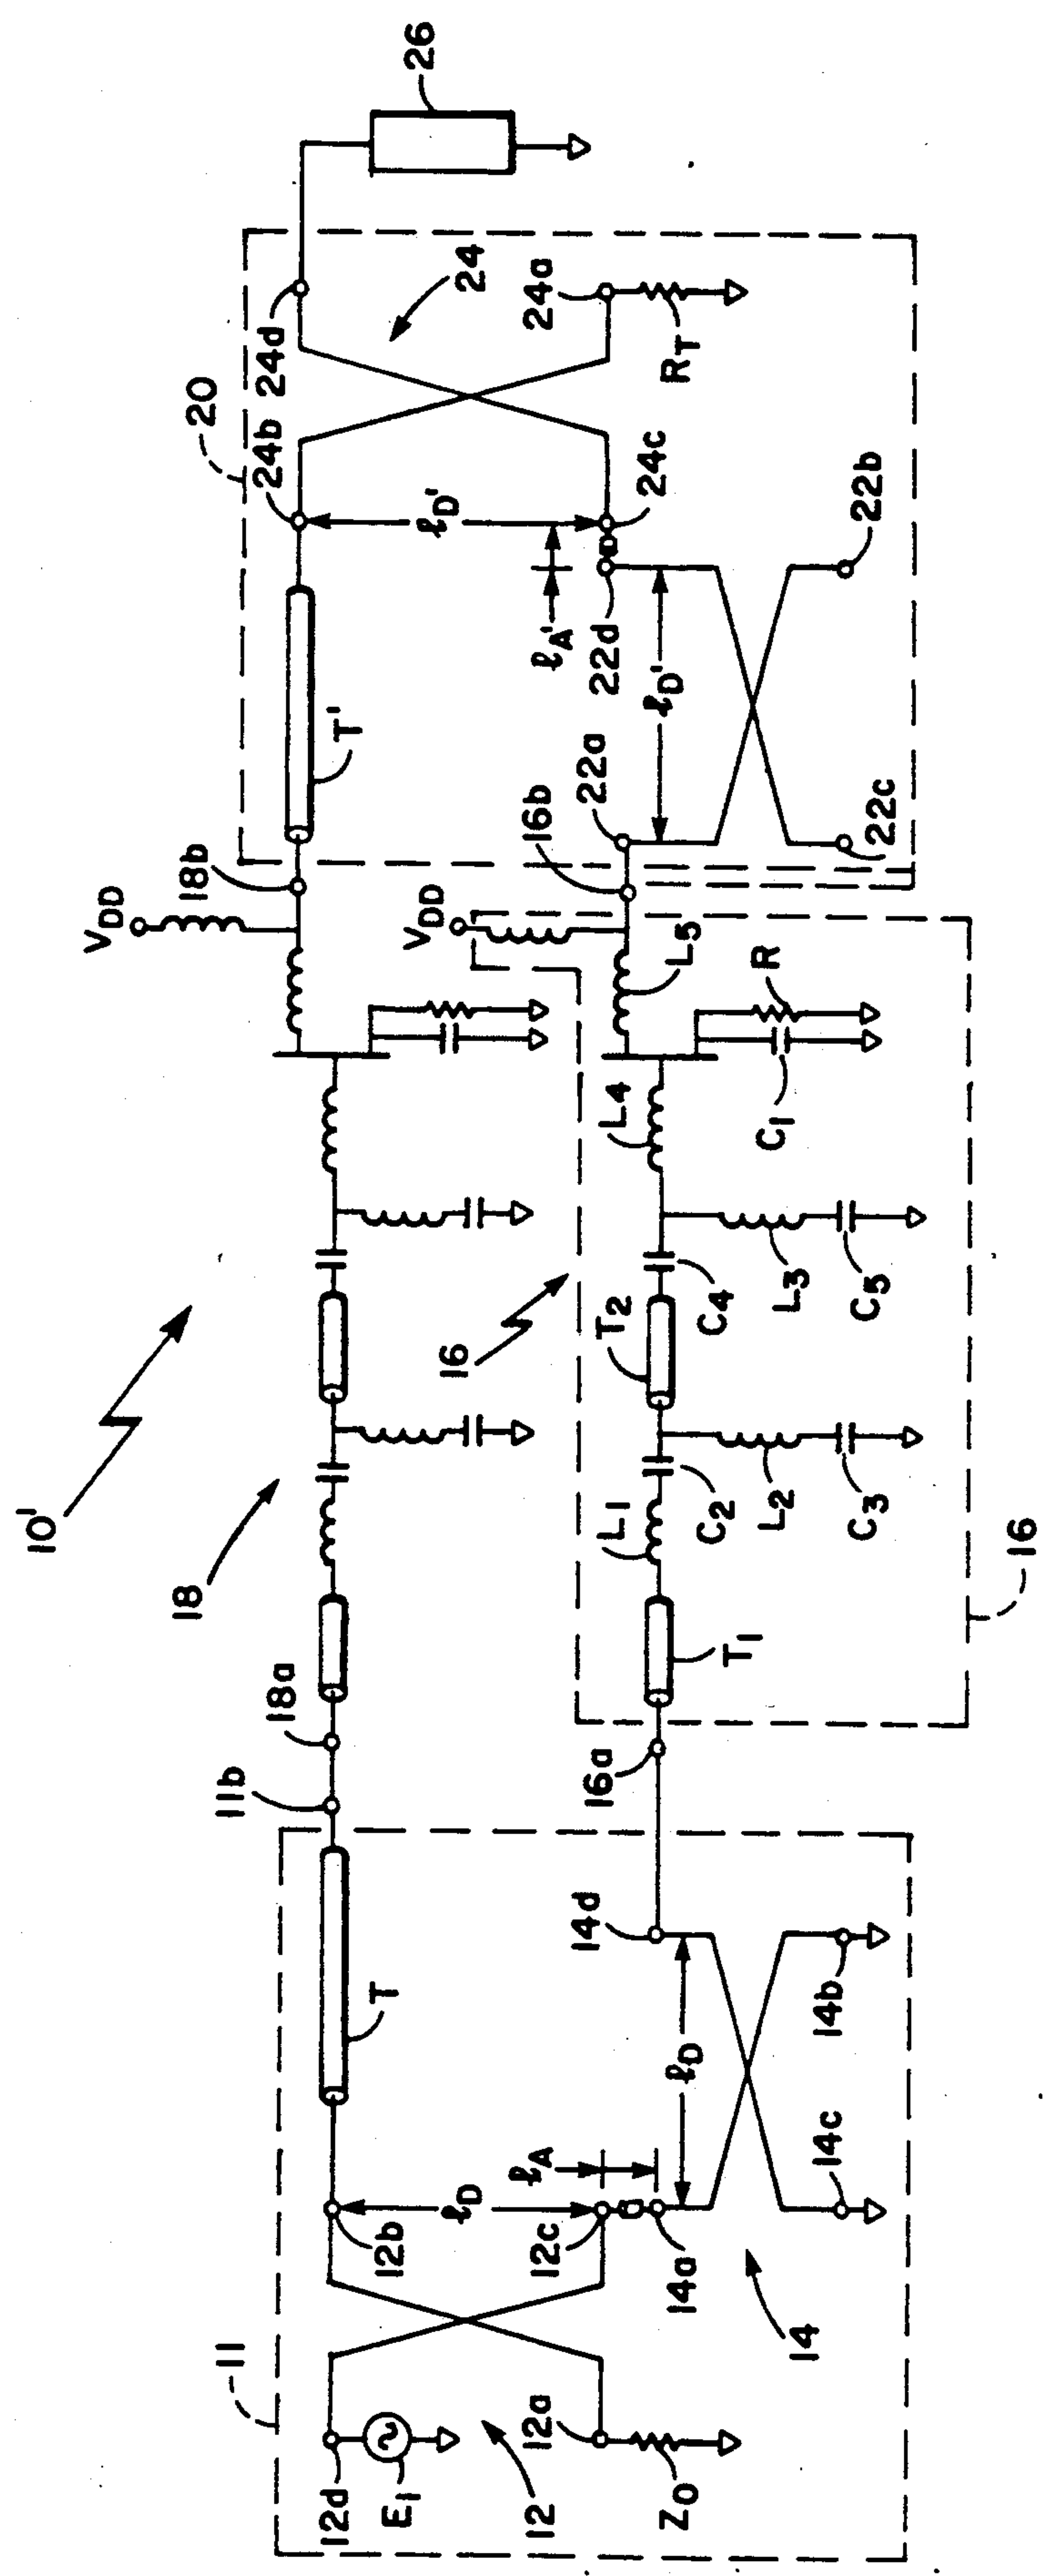 10'
11
12
12d
E1
12a
Z0
12b
ℓD
12c
ℓA
14a
14
T
14d
ℓD
14c
14b
11b
18a
18
16a
T1
L1
C2
L2
C3
T2
C4
L3
C5
L4
16
16
C1
R
L5
VDD
VDD
18b
16b
T'
20
24b
24d
24
ℓD'
24c
24a
RT
ℓA'
22d
ℓD'
22a
22c
22b
26